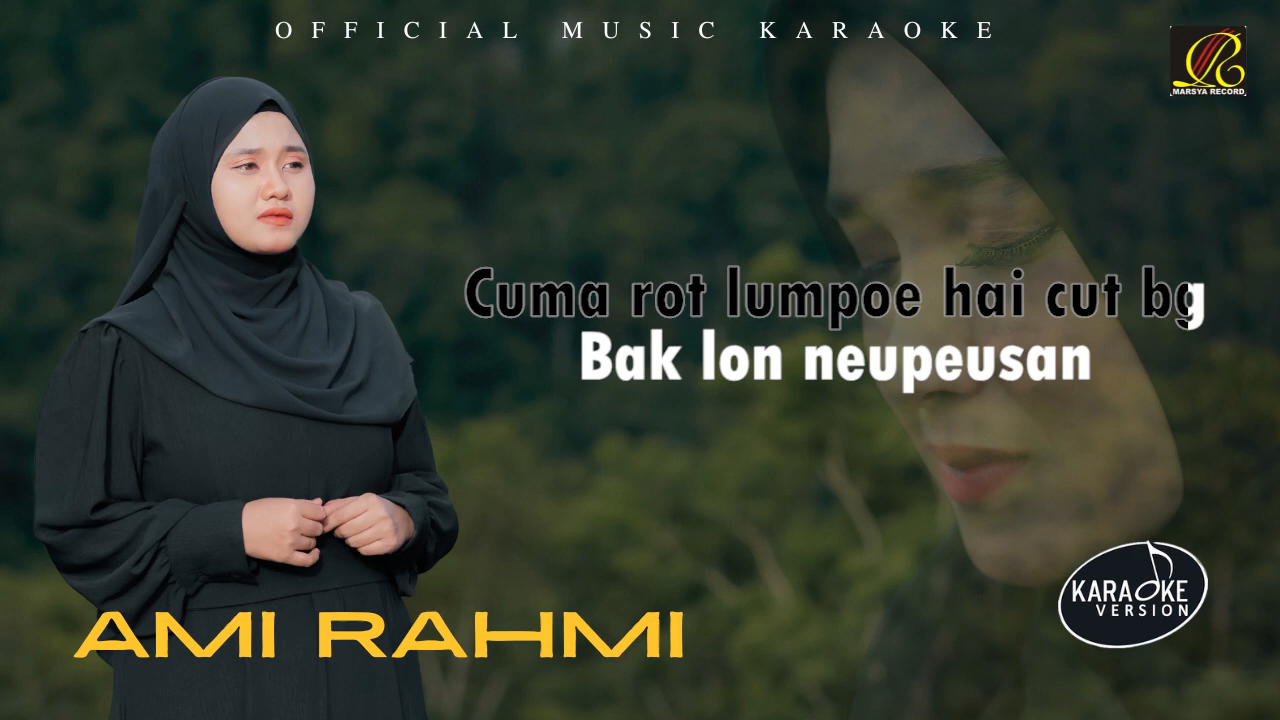 OFFICIAL MUSIC KARAOKE
MARSYA RECORD
Cuma rot lumpoe hai cut bg
Bak lon neupeusan
KARAOKE
VERSION
AMI RAHMI